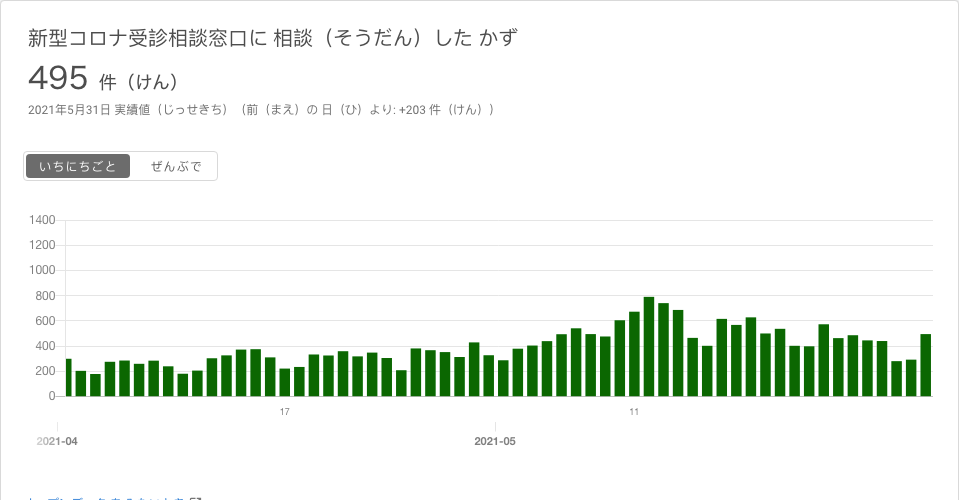 新型コロナ受診相談窓口に 相談（そうだん）した かず
495 件（けん）
2021年5月31日 実績値（じっせきち）（前（まえ）の 日（ひ）より: +203 件（けん））
いちにちごと ぜんぶで
1400
1200
1000
800
600
400
200
0
17 11
2021-04 2021-05